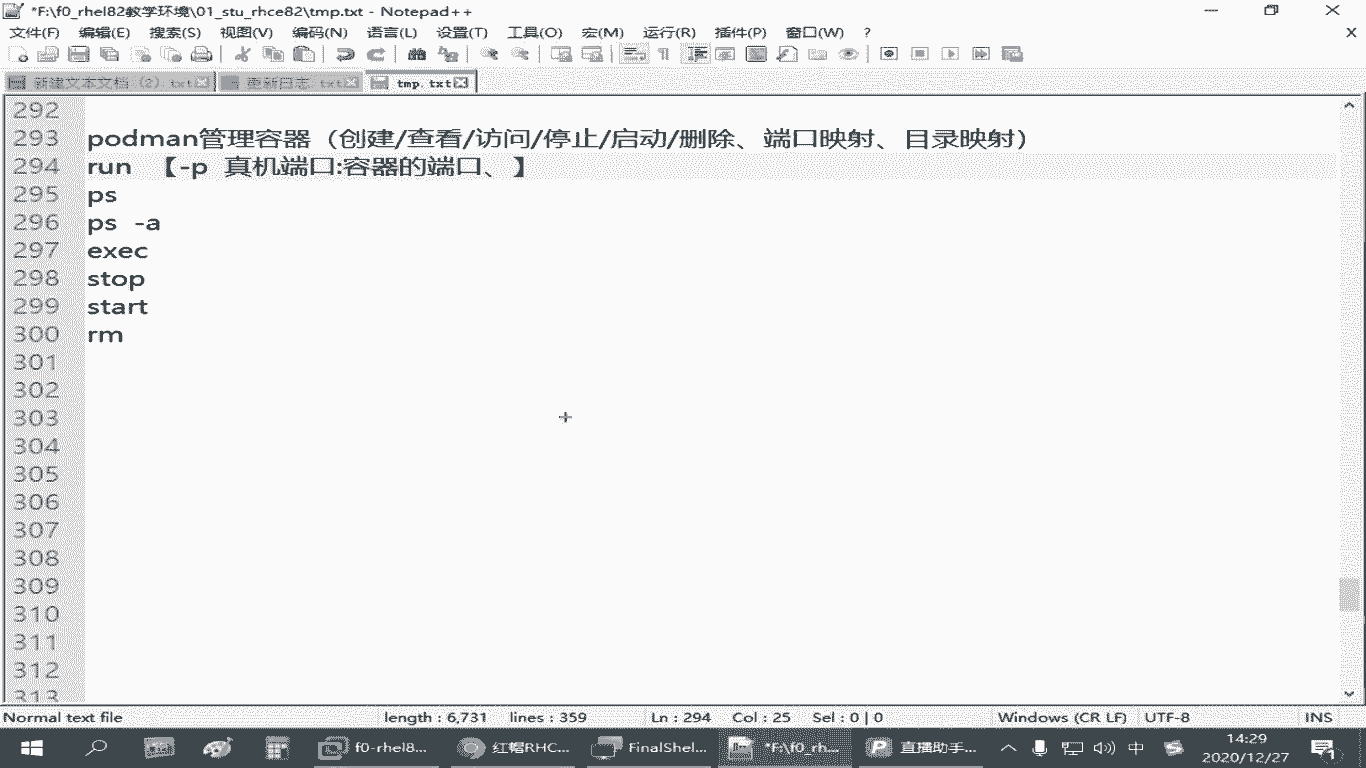 *F:\f0_rhel82教学环境\01_stu_rhce82\tmp.txt - Notepad++
文件(F) 编辑(E) 搜索(S) 视图(V) 编码(N) 语言(L) 设置(T) 工具(O) 宏(M) 运行(R) 插件(P) 窗口(W) ? X
新建文本文档 (2).txt 重新日志.txt tmp.txt
292
293 podman管理容器（创建/查看/访问/停止/启动/删除、端口映射、目录映射）
294 run 【-p 真机端口:容器的端口、】
295 ps
296 ps -a
297 exec
298 stop
299 start
300 rm
301
302
303
304
305
306
307
308
309
310
311
312
313
Normal text file length : 6,731 lines : 359 Ln : 294 Col : 25 Sel : 0 | 0 Windows (CR LF) UTF-8 INS
f0-rhel8... 红帽RHC... FinalShel... *F:\f0_rh... 直播助手... 中 14:29
2020/12/27 1